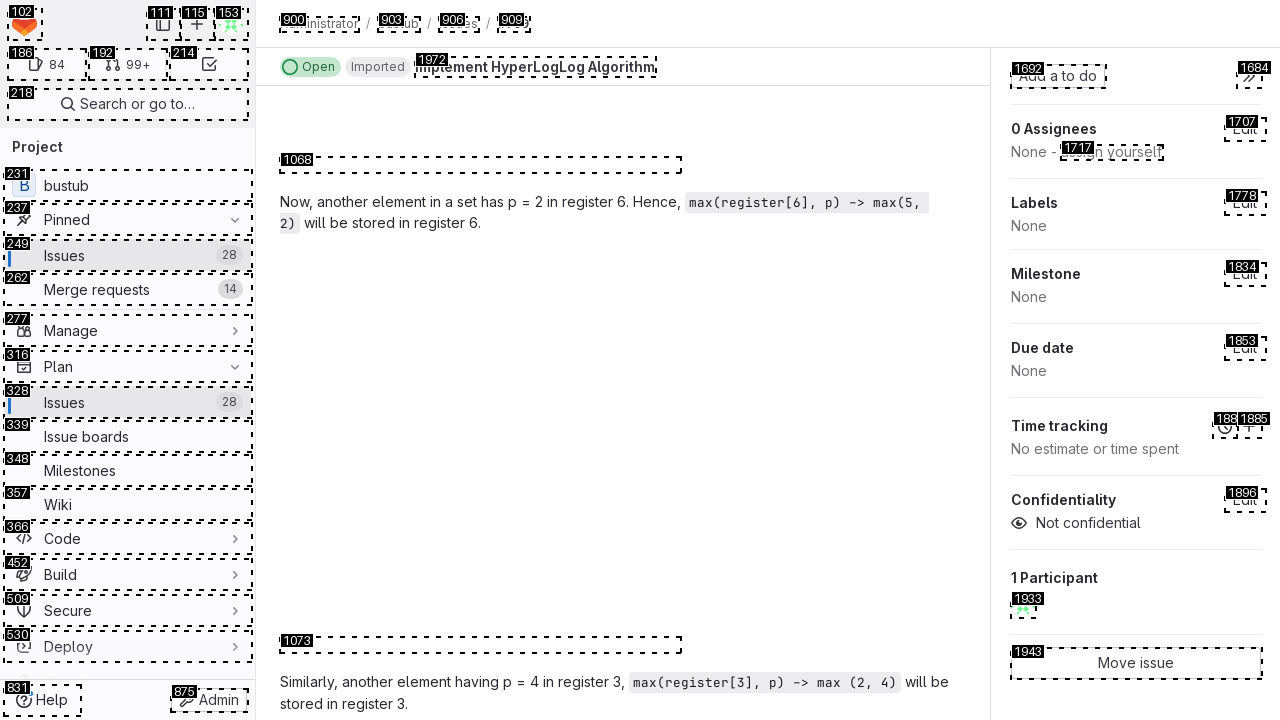 102
111
115
153
186
84
192
99+
214
218
Search or go to…
Project
231
B
bustub
237
Pinned
249
Issues
28
262
Merge requests
14
277
Manage
316
Plan
328
Issues
28
339
Issue boards
348
Milestones
357
Wiki
366
Code
452
Build
509
Secure
530
Deploy
831
Help
875
Admin
900
903
906
909
/ / /
Open
Imported
1972
Implement HyperLogLog Algorithm
1068
Now, another element in a set has p = 2 in register 6. Hence, max(register[6], p) -> max(5,
2) will be stored in register 6.
1073
Similarly, another element having p = 4 in register 3, max(register[3], p) -> max (2, 4) will be
stored in register 3.
1692
Add a to do
1684
0 Assignees
1707
Edit
None - assign yourself
1717
Labels
1778
Edit
None
Milestone
1834
Edit
None
Due date
1853
Edit
None
Time tracking
188
1885
No estimate or time spent
Confidentiality
1896
Edit
Not confidential
1 Participant
1933
1943
Move issue